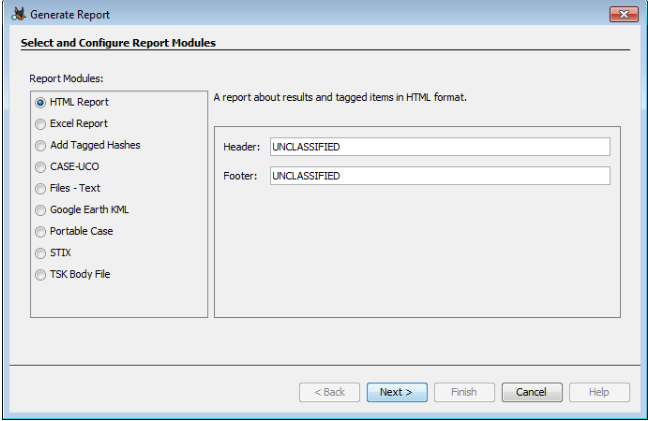 Generate Report
Select and Configure Report Modules
Report Modules:
HTML Report
Excel Report
Add Tagged Hashes
CASE-UCO
Files - Text
Google Earth KML
Portable Case
STIX
TSK Body File
A report about results and tagged items in HTML format.
Header: UNCLASSIFIED
Footer: UNCLASSIFIED
< Back Next > Finish Cancel Help